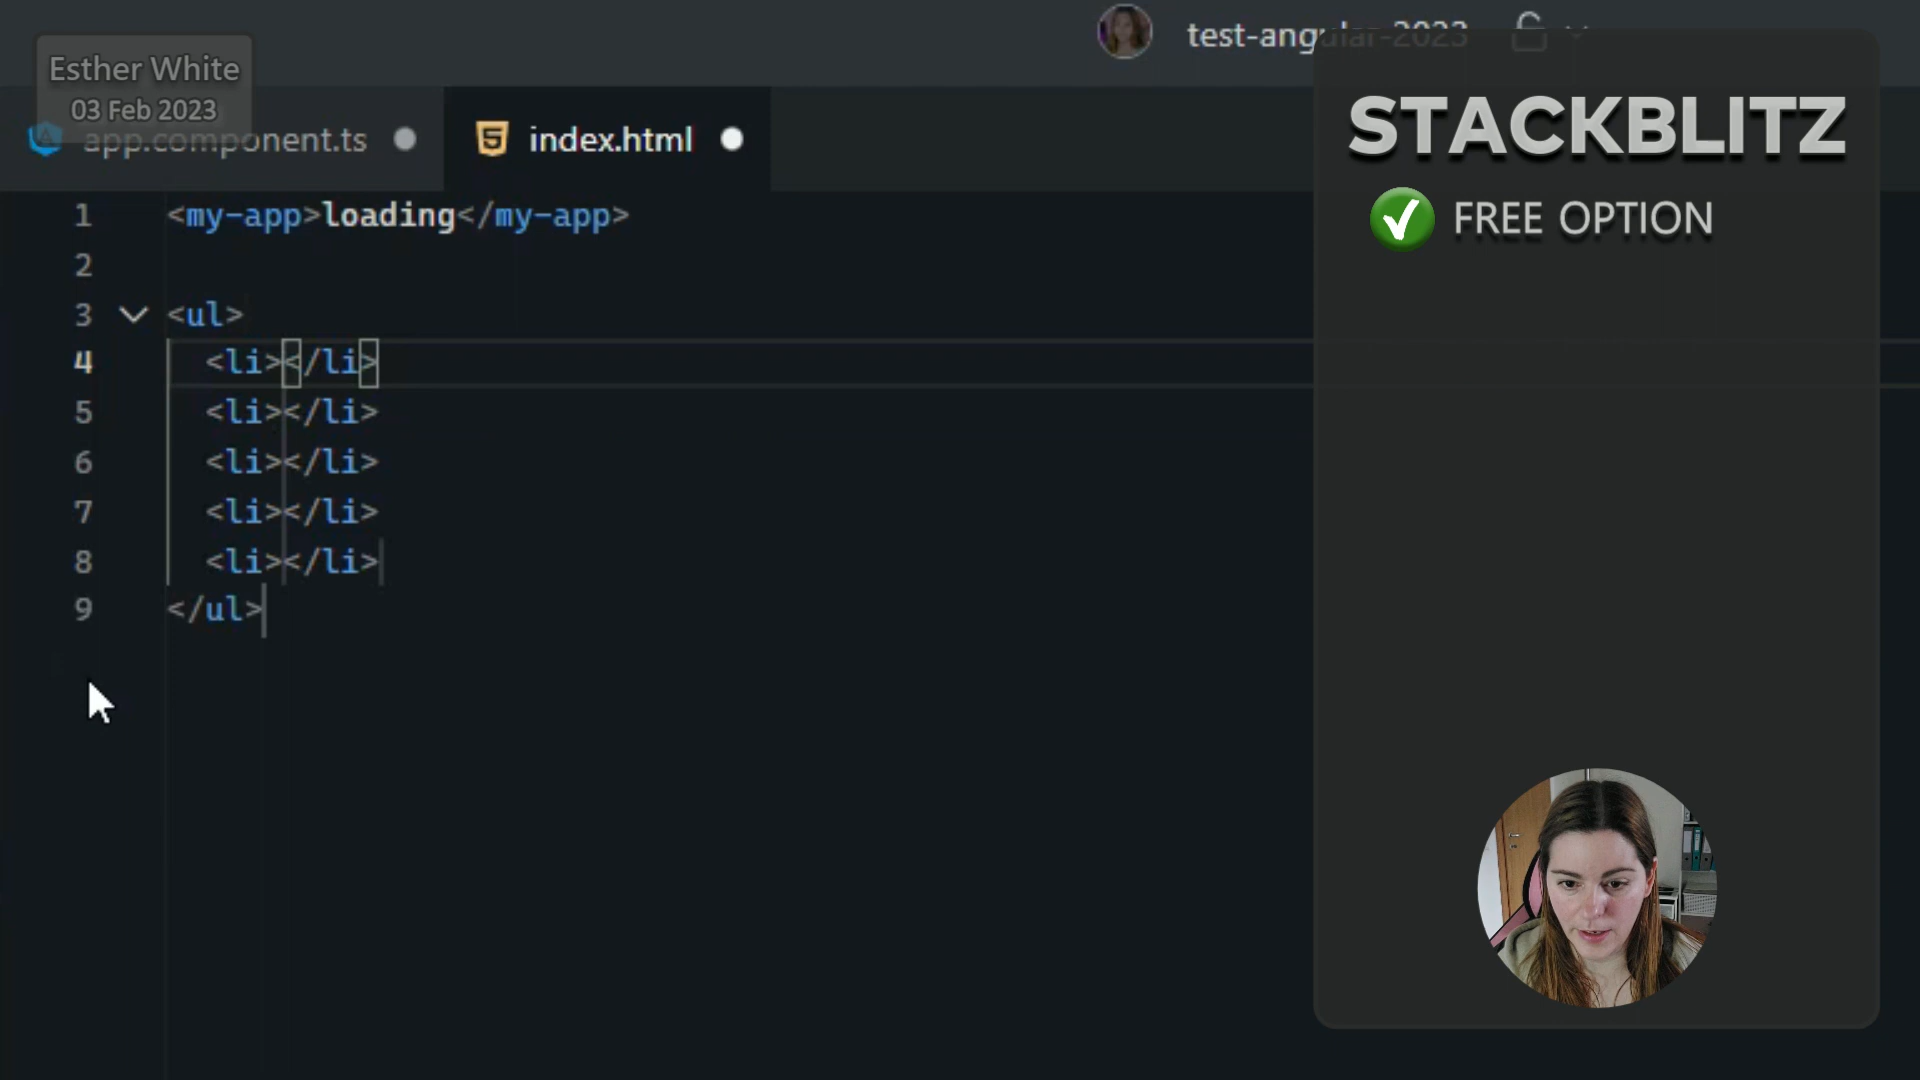 test-angular-2023
Esther White
03 Feb 2023
app.component.ts
index.html
STACKBLITZ
FREE OPTION
1 <my-app>loading</my-app>
2
3 <ul>
4 <li></li>
5 <li></li>
6 <li></li>
7 <li></li>
8 <li></li>
9 </ul>